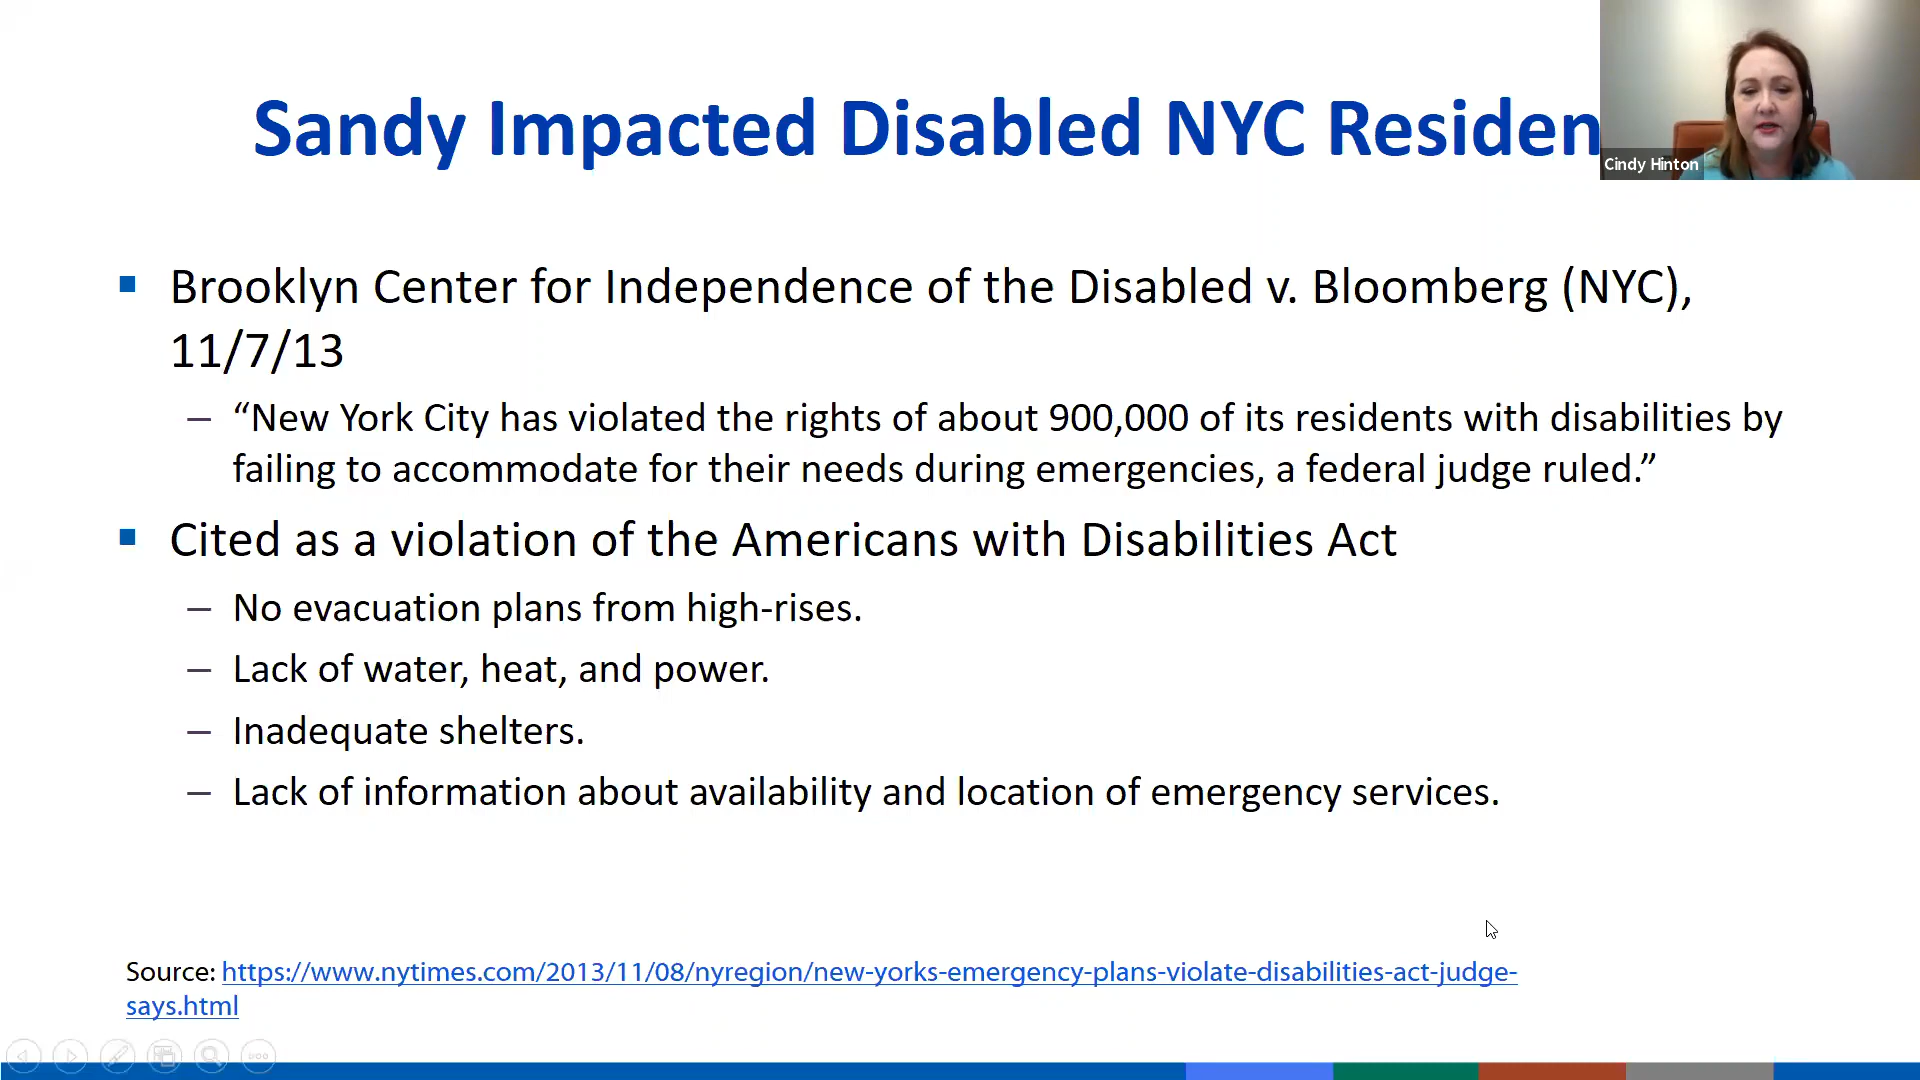 Sandy Impacted Disabled NYC Residen
Cindy Hinton
▪ Brooklyn Center for Independence of the Disabled v. Bloomberg (NYC),
11/7/13
– “New York City has violated the rights of about 900,000 of its residents with disabilities by
failing to accommodate for their needs during emergencies, a federal judge ruled.”
▪ Cited as a violation of the Americans with Disabilities Act
– No evacuation plans from high-rises.
– Lack of water, heat, and power.
– Inadequate shelters.
– Lack of information about availability and location of emergency services.
Source: https://www.nytimes.com/2013/11/08/nyregion/new-yorks-emergency-plans-violate-disabilities-act-judge-
says.html